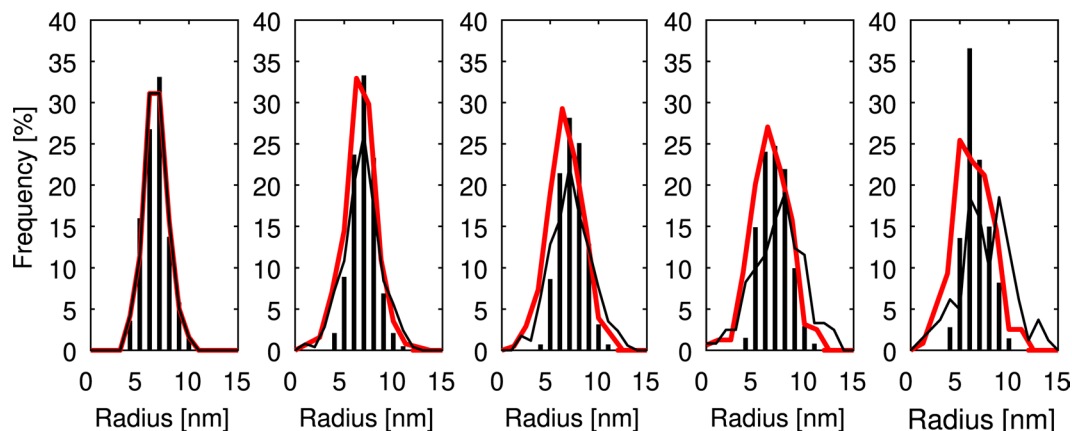 40 40 40 40 40
35 35 35 35 35
30 30 30 30 30
25 25 25 25 25
20 20 20 20 20
15 15 15 15 15
10 10 10 10 10
5 5 5 5 5
0 0 0 0 0
Frequency [%]
0 5 10 15 0 5 10 15 0 5 10 15 0 5 10 15 0 5 10 15
Radius [nm] Radius [nm] Radius [nm] Radius [nm] Radius [nm]